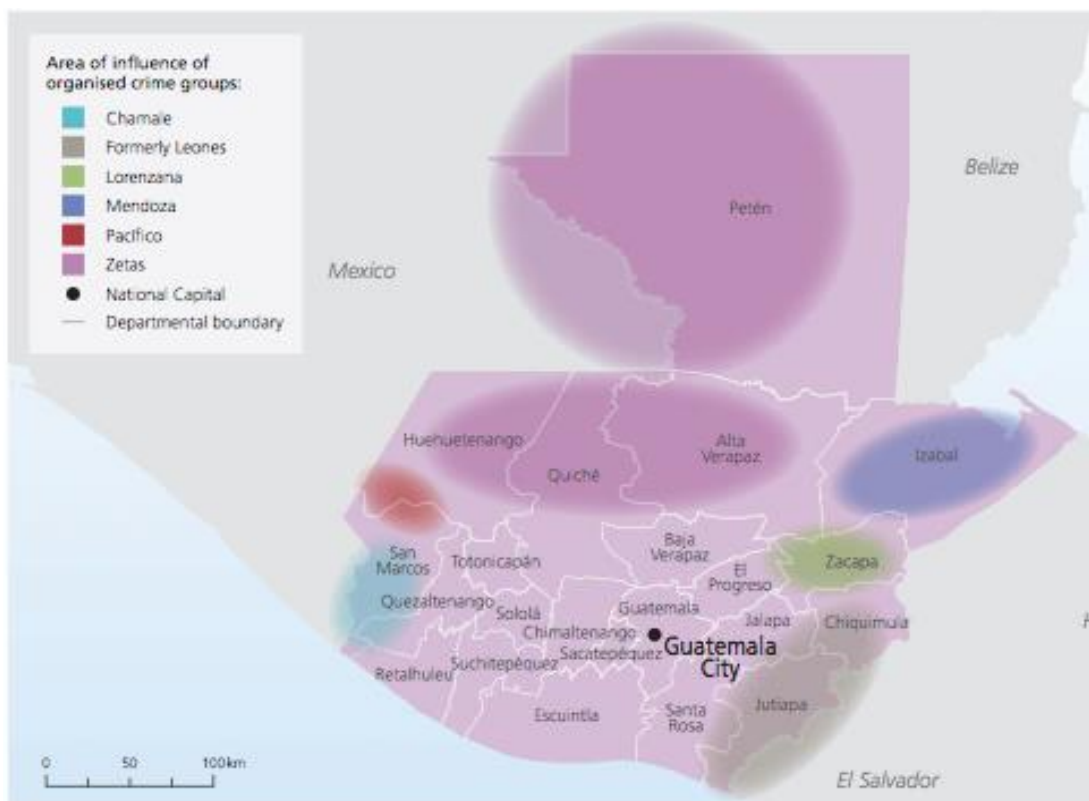 Area of influence of
organised crime groups:
Chamale
Formerly Leones
Lorenzana
Mendoza
Pacífico
Zetas
National Capital
Departmental boundary
Belize
Petén
Mexico
Huehuetenango
Alta
Verapaz
Quiché
Izabal
San
Marcos
Totonicapán
Baja
Verapaz
Zacapa
El
Progreso
Quezaltenango
Sololá
Guatemala
Jalapa
Chiquimula
Chimaltenango
Sacatepéquez
Guatemala
City
Retalhuleu
Suchitepéquez
Escuintla
Santa
Rosa
Jutiapa
0 50 100km
El Salvador